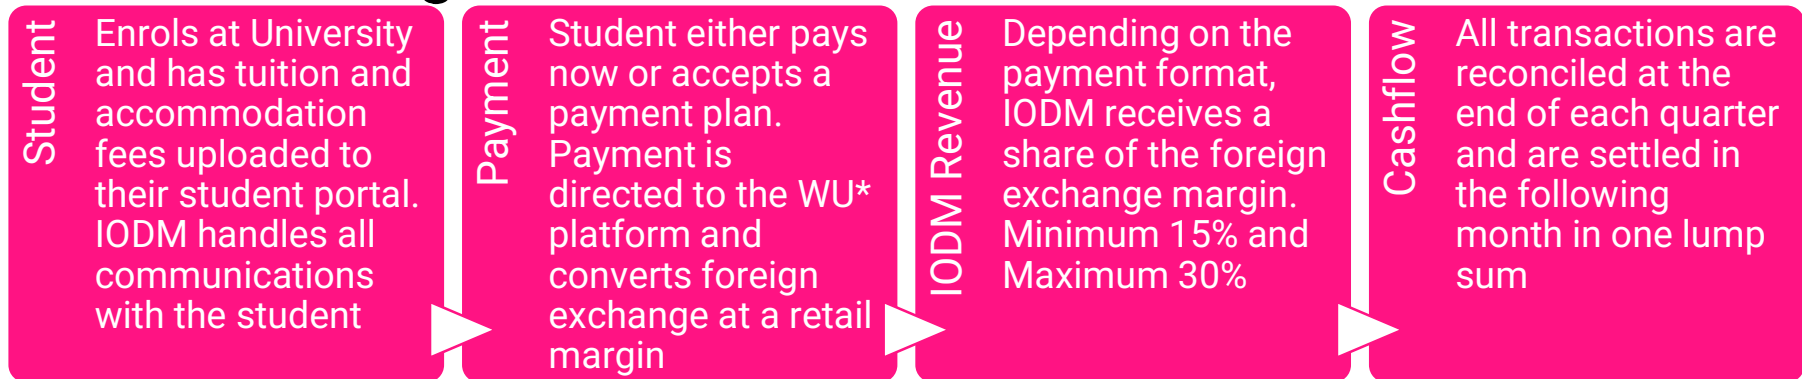 Student
Enrols at University
and has tuition and
accommodation
fees uploaded to
their student portal.
IODM handles all
communications
with the student
Payment
Student either pays
now or accepts a
payment plan.
Payment is
directed to the WU*
platform and
converts foreign
exchange at a retail
margin
IODM Revenue
Depending on the
payment format,
IODM receives a
share of the foreign
exchange margin.
Minimum 15% and
Maximum 30%
Cashflow
All transactions are
reconciled at the
end of each quarter
and are settled in
the following
month in one lump
sum